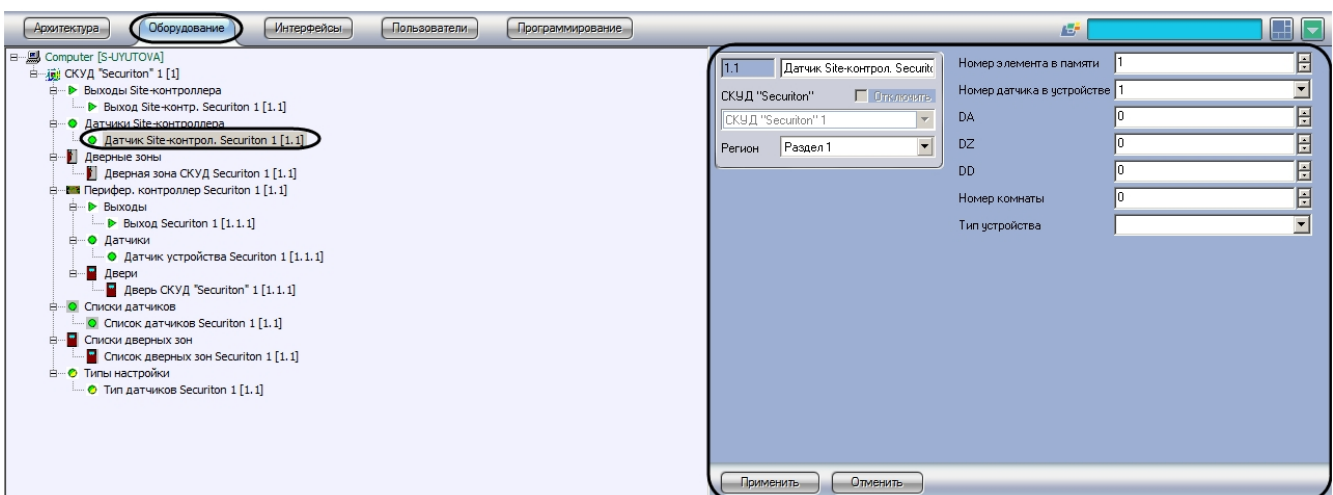 Архитектура Оборудование Интерфейсы Пользователи Программирование
Computer [S-UYUTOVA]
СКУД "Securiton" 1 [1]
Выходы Site-контроллера
Выход Site-контр. Securiton 1 [1.1]
Датчики Site-контроллера
Датчик Site-контрол. Securiton 1 [1.1]
Дверные зоны
Дверная зона СКУД Securiton 1 [1.1]
Перифер. контроллер Securiton 1 [1.1]
Выходы
Выход Securiton 1 [1.1.1]
Датчики
Датчик устройства Securiton 1 [1.1.1]
Двери
Дверь СКУД "Securiton" 1 [1.1.1]
Списки датчиков
Список датчиков Securiton 1 [1.1]
Списки дверных зон
Список дверных зон Securiton 1 [1.1]
Типы настройки
Тип датчиков Securiton 1 [1.1]
1.1 Датчик Site-контрол. Securito
СКУД "Securiton" Отключить
СКУД "Securiton" 1
Регион Раздел 1
Номер элемента в памяти 1
Номер датчика в устройстве 1
DA 0
DZ 0
DD 0
Номер комнаты 0
Тип устройства
Применить Отменить